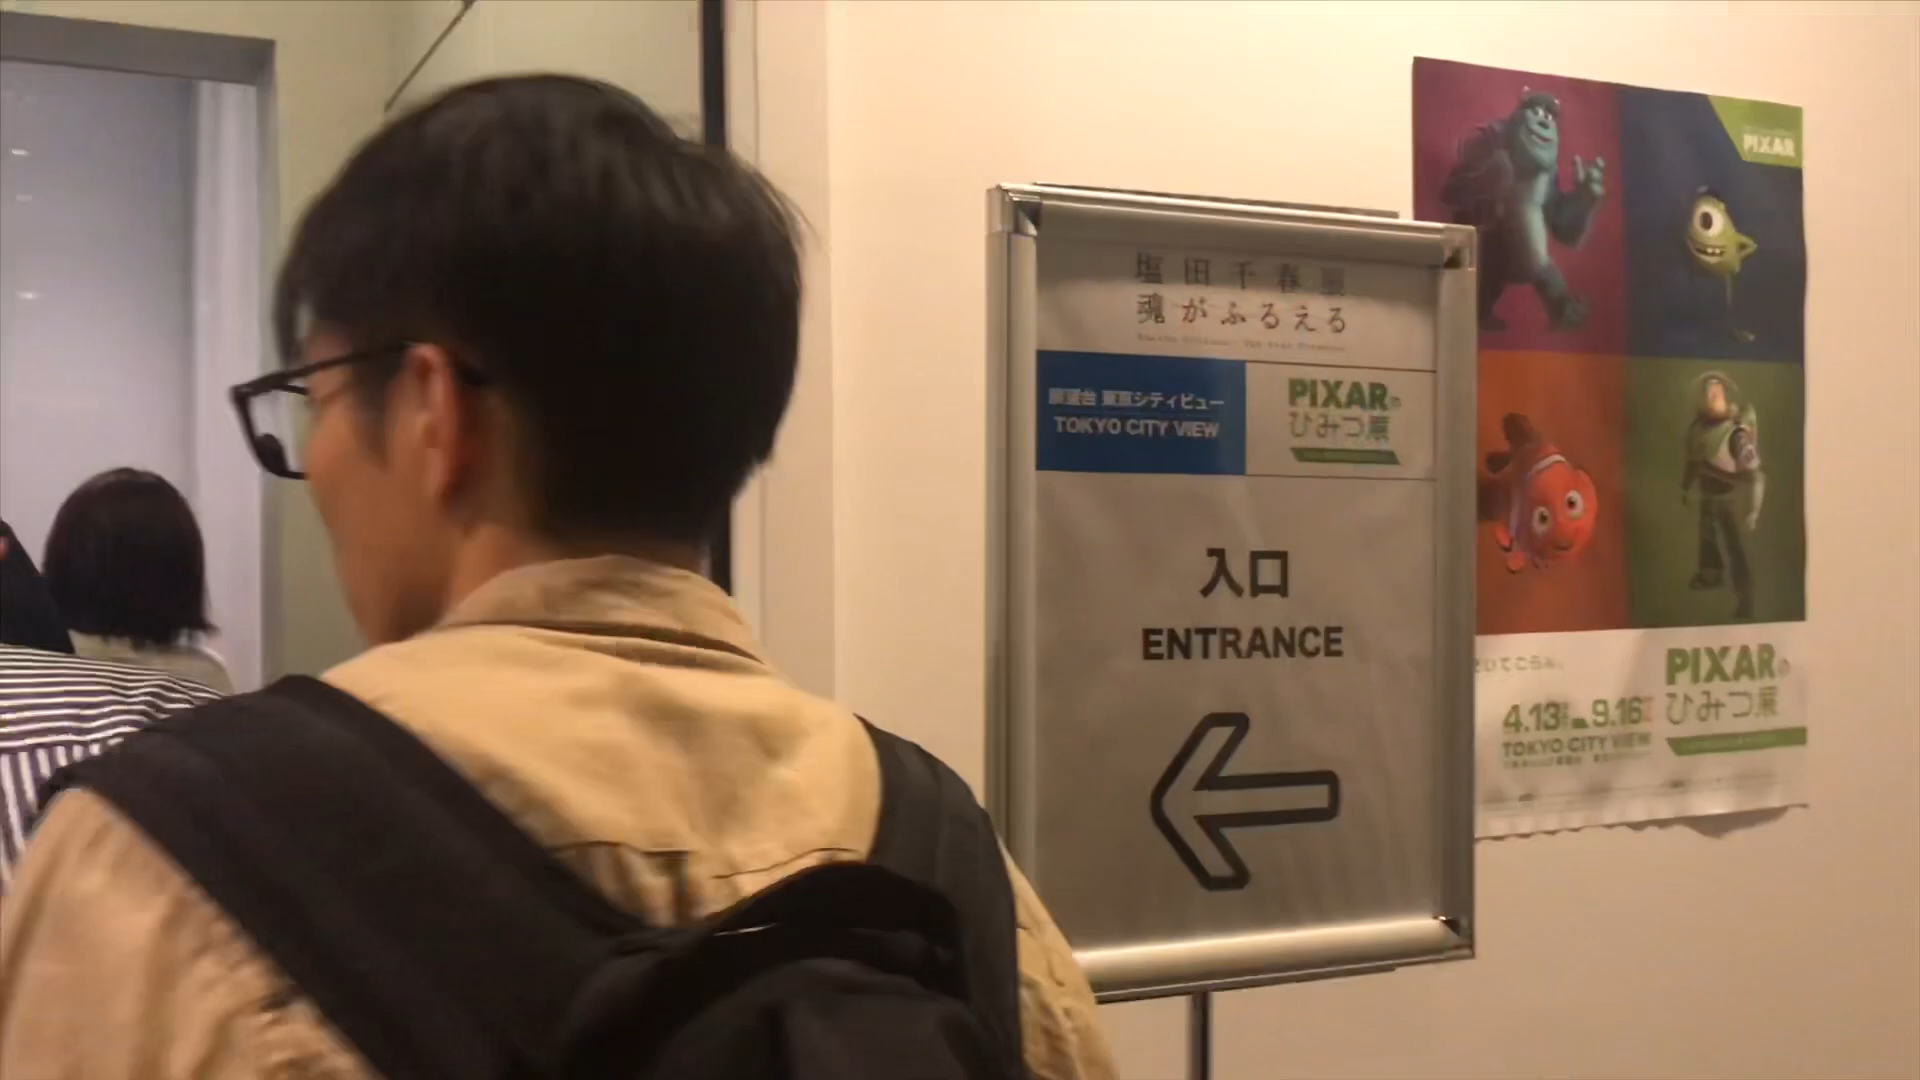 塩田千春展
魂がふるえる
展望台 東京シティビュー
TOKYO CITY VIEW
PIXARの
ひみつ展
入口
ENTRANCE
PIXAR
4.13 9.16
TOKYO CITY VIEW
PIXARの
ひみつ展